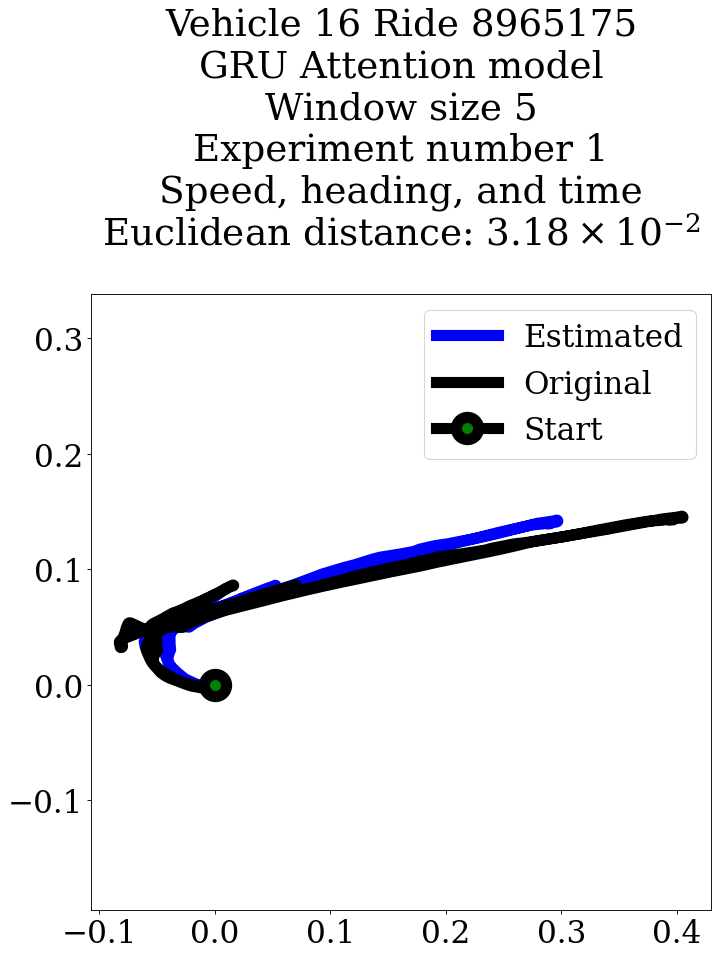 Vehicle 16 Ride 8965175
GRU Attention model
Window size 5
Experiment number 1
Speed, heading, and time
Euclidean distance: 3.18 × 10⁻²
Estimated
Original
Start
0.3
0.2
0.1
0.0
−0.1
−0.1 0.0 0.1 0.2 0.3 0.4